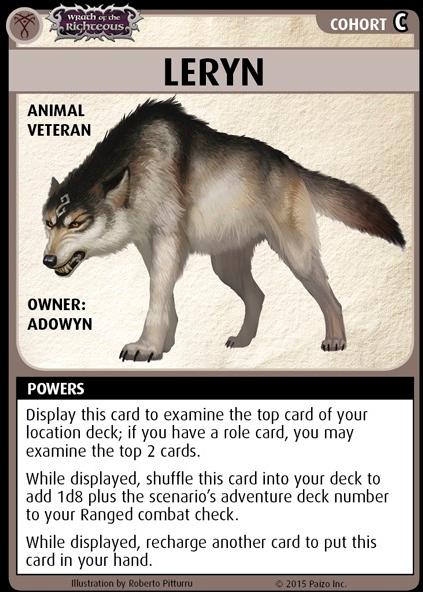 Wrath of the
Righteous
COHORT C
LERYN
ANIMAL
VETERAN
OWNER:
ADOWYN
POWERS
Display this card to examine the top card of your
location deck; if you have a role card, you may
examine the top 2 cards.
While displayed, shuffle this card into your deck to
add 1d8 plus the scenario's adventure deck number
to your Ranged combat check.
While displayed, recharge another card to put this
card in your hand.
Illustration by Roberto Pitturru © 2015 Paizo Inc.